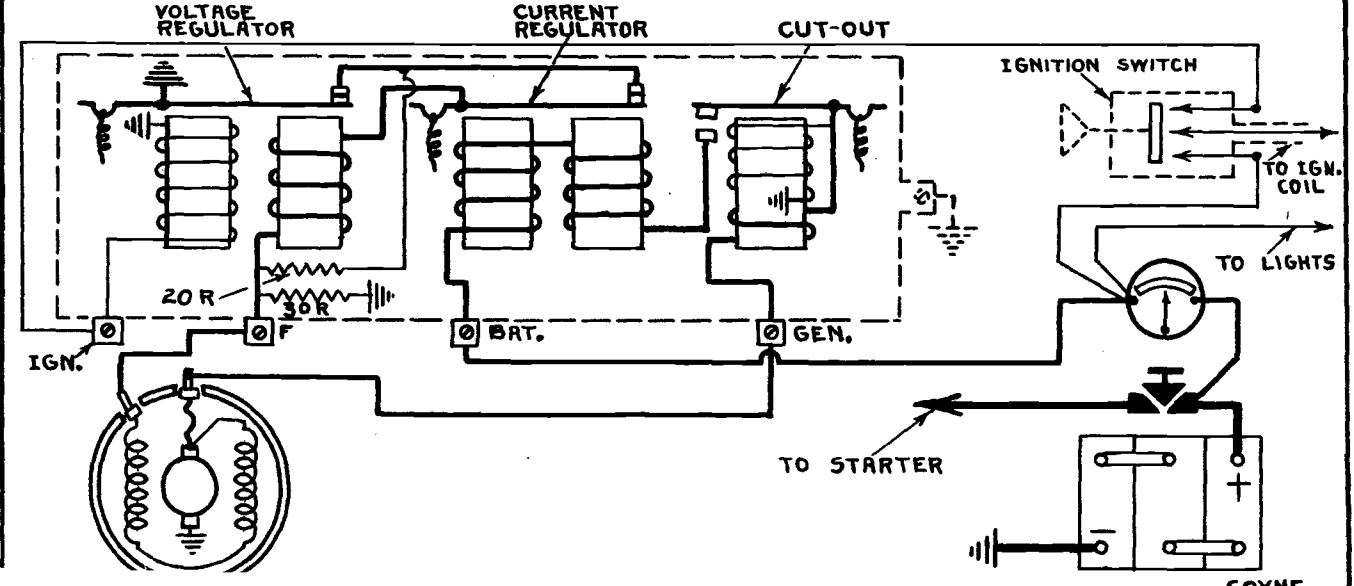 VOLTAGE
REGULATOR
CURRENT
REGULATOR
CUT-OUT
IGNITION SWITCH
TO IGN.
COIL
TO LIGHTS
20 R
30R
IGN.
F
BAT.
GEN.
TO STARTER
+
-
COYNE